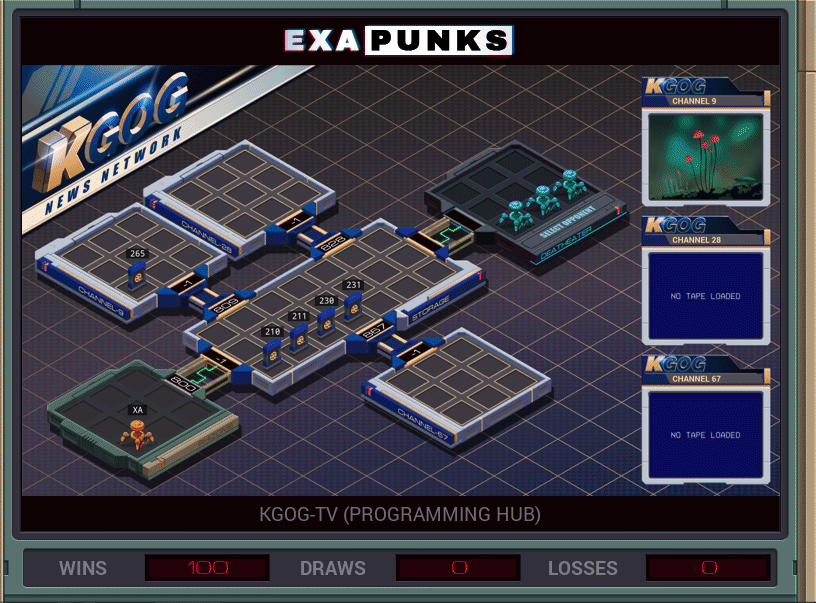 EXAPUNKS
KGOG
NEWS NETWORK
KGOG
CHANNEL 9
CHANNEL-28
-1
828
SELECT OPPONENT
DEATHEATER
265
CHANNEL-9
-1
809
231
230
211
210
STORAGE
KGOG
CHANNEL 28
NO TAPE LOADED
867
-1
800
-1
XA
CHANNEL-67
KGOG
CHANNEL 67
NO TAPE LOADED
KGOG-TV (PROGRAMMING HUB)
WINS 100 DRAWS 0 LOSSES 0